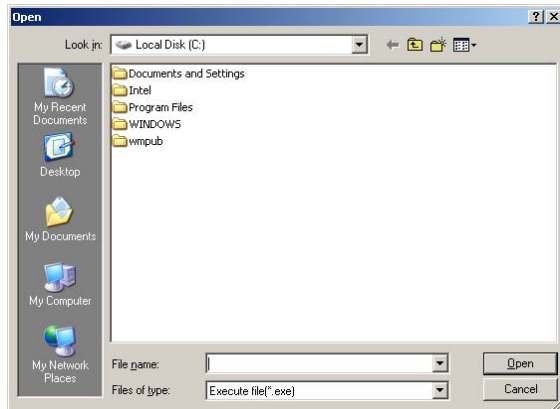 Open
Look in: Local Disk (C:)
Documents and Settings
Intel
Program Files
WINDOWS
wmpub
My Recent
Documents
Desktop
My Documents
My Computer
My Network
Places
File name:
Open
Files of type: Execute file(*.exe)
Cancel